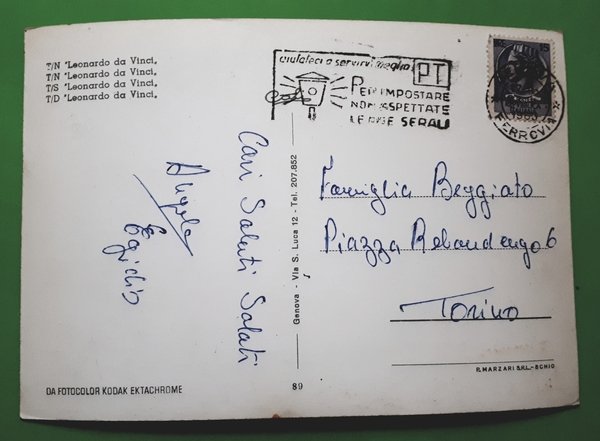 T/N "Leonardo da Vinci"
T/N "Leonardo da Vinci"
T/S "Leonardo da Vinci"
T/D "Leonardo da Vinci"
aiutateci a servirvi meglio
PT
PER IMPOSTARE
NON ASPETTATE
LE ORE SERALI
FERROVIA
Cari Saluti Salati
Angela
Egidio
Genova - Via S. Luca 12 - Tel. 207.852
Famiglia Beggiato
Piazza Rebaudengo 6
Torino
P. MARZARI S.R.L. - SCHIO
DA FOTOCOLOR KODAK EKTACHROME
89